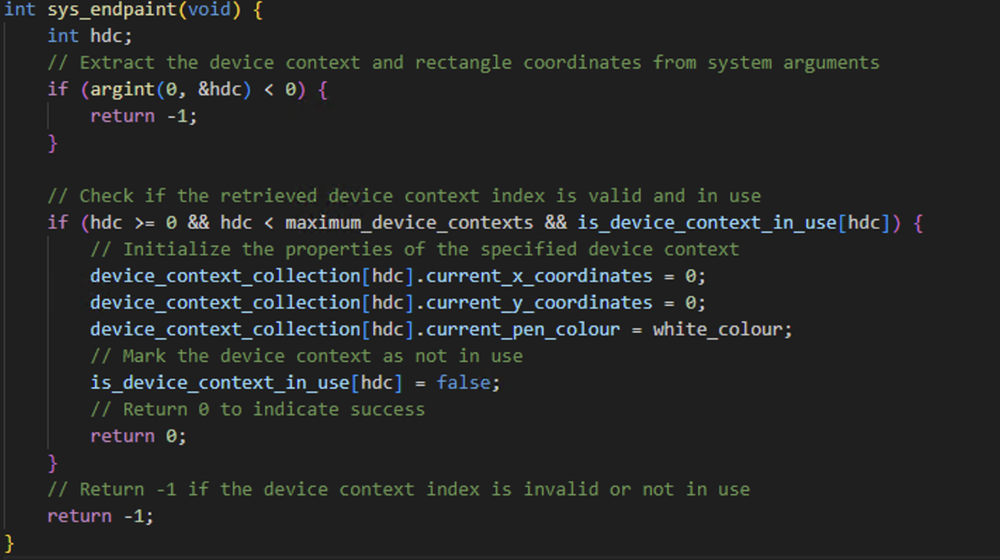 int sys_endpaint(void) {
    int hdc;
    // Extract the device context and rectangle coordinates from system arguments
    if (argint(0, &hdc) < 0) {
        return -1;
    }

    // Check if the retrieved device context index is valid and in use
    if (hdc >= 0 && hdc < maximum_device_contexts && is_device_context_in_use[hdc]) {
        // Initialize the properties of the specified device context
        device_context_collection[hdc].current_x_coordinates = 0;
        device_context_collection[hdc].current_y_coordinates = 0;
        device_context_collection[hdc].current_pen_colour = white_colour;
        // Mark the device context as not in use
        is_device_context_in_use[hdc] = false;
        // Return 0 to indicate success
        return 0;
    }
    // Return -1 if the device context index is invalid or not in use
    return -1;
}